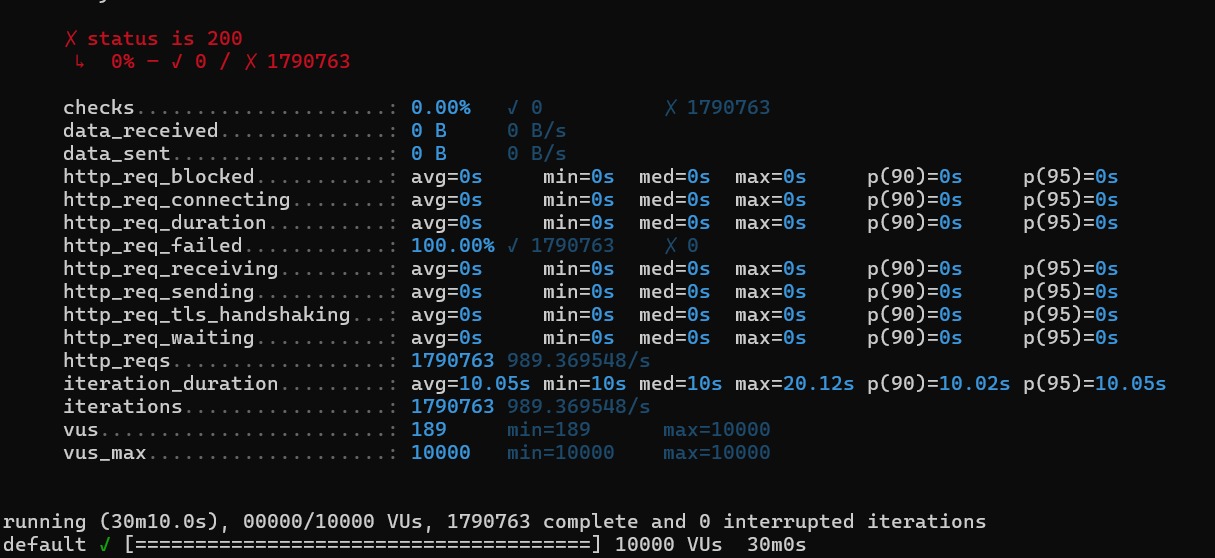 ✗ status is 200
↳  0% — ✓ 0 / ✗ 1790763
checks.....................: 0.00%   ✓ 0          ✗ 1790763
data_received..............: 0 B     0 B/s
data_sent..................: 0 B     0 B/s
http_req_blocked...........: avg=0s     min=0s  med=0s  max=0s     p(90)=0s     p(95)=0s
http_req_connecting........: avg=0s     min=0s  med=0s  max=0s     p(90)=0s     p(95)=0s
http_req_duration..........: avg=0s     min=0s  med=0s  max=0s     p(90)=0s     p(95)=0s
http_req_failed............: 100.00% ✓ 1790763    ✗ 0
http_req_receiving.........: avg=0s     min=0s  med=0s  max=0s     p(90)=0s     p(95)=0s
http_req_sending...........: avg=0s     min=0s  med=0s  max=0s     p(90)=0s     p(95)=0s
http_req_tls_handshaking...: avg=0s     min=0s  med=0s  max=0s     p(90)=0s     p(95)=0s
http_req_waiting...........: avg=0s     min=0s  med=0s  max=0s     p(90)=0s     p(95)=0s
http_reqs..................: 1790763 989.369548/s
iteration_duration.........: avg=10.05s min=10s med=10s max=20.12s p(90)=10.02s p(95)=10.05s
iterations.................: 1790763 989.369548/s
vus........................: 189     min=189      max=10000
vus_max....................: 10000   min=10000    max=10000
running (30m10.0s), 00000/10000 VUs, 1790763 complete and 0 interrupted iterations
default ✓ [======================================] 10000 VUs  30m0s